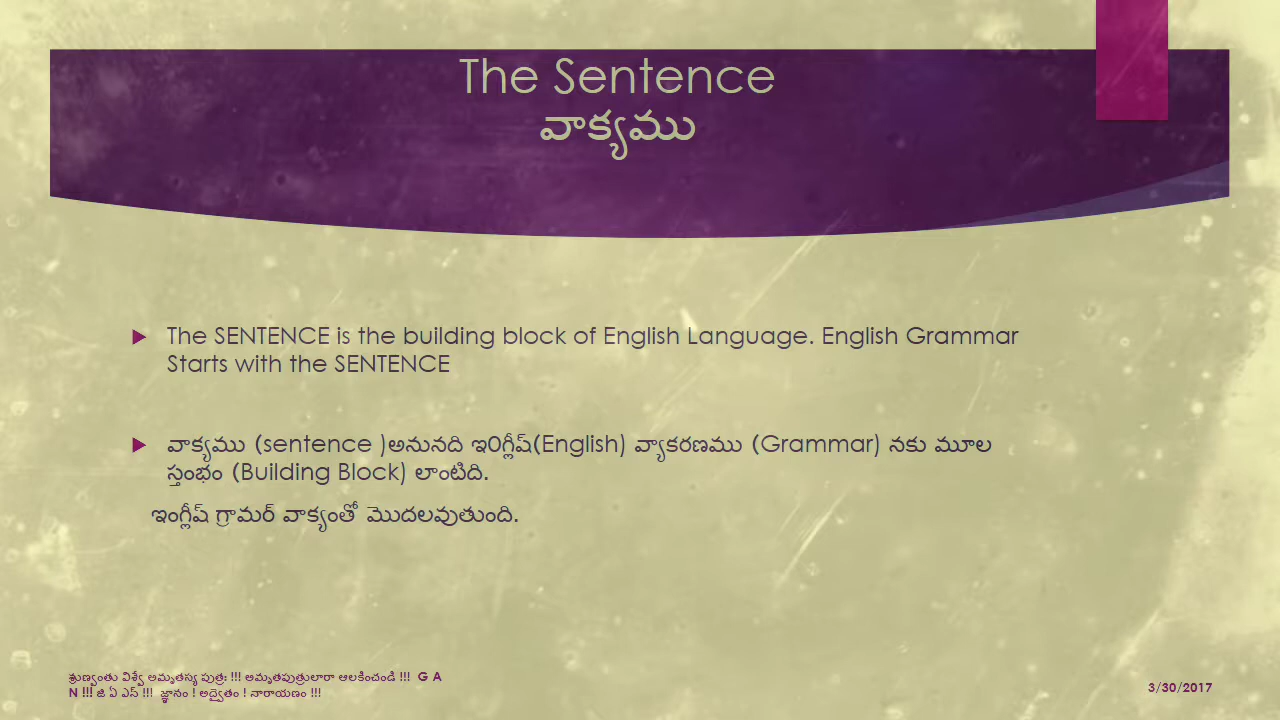 The Sentence
వాక్యము
The SENTENCE is the building block of English Language. English Grammar
Starts with the SENTENCE
వాక్యము (sentence )అనునది ఇ0గ్లీష్(English) వ్యాకరణము (Grammar) నకు మూల
స్తంభం (Building Block) లాంటిది.
ఇంగ్లీష్ గ్రామర్ వాక్యంతో మొదలవుతుంది.
శ్రుణ్వంతు విశ్వే అమృతస్య పుత్ర: !!! అమృతపుత్రులారా ఆలకించండి !!! G A
N !!! జి ఏ ఎన్ !!! జ్ఞానం ! అద్వైతం ! నారాయణం !!!
3/30/2017